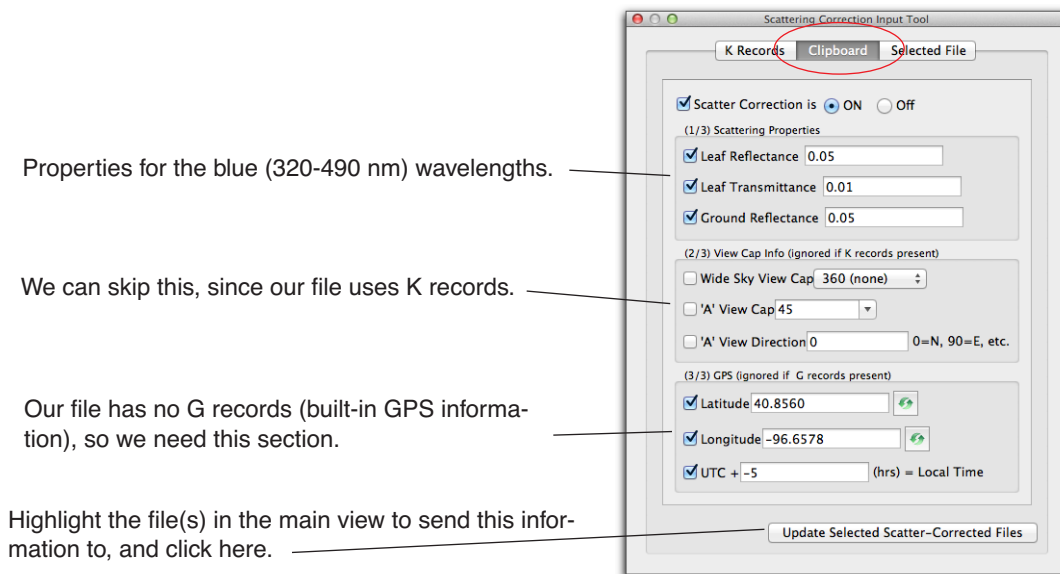 Scattering Correction Input Tool
K Records Clipboard Selected File
Scatter Correction is ON Off
(1/3) Scattering Properties
Properties for the blue (320-490 nm) wavelengths.
Leaf Reflectance 0.05
Leaf Transmittance 0.01
Ground Reflectance 0.05
(2/3) View Cap Info (ignored if K records present)
We can skip this, since our file uses K records.
Wide Sky View Cap 360 (none)
'A' View Cap 45
'A' View Direction 0 0=N, 90=E, etc.
(3/3) GPS (ignored if G records present)
Our file has no G records (built-in GPS informa-
tion), so we need this section.
Latitude 40.8560
Longitude -96.6578
UTC + -5 (hrs) = Local Time
Highlight the file(s) in the main view to send this infor-
mation to, and click here.
Update Selected Scatter-Corrected Files